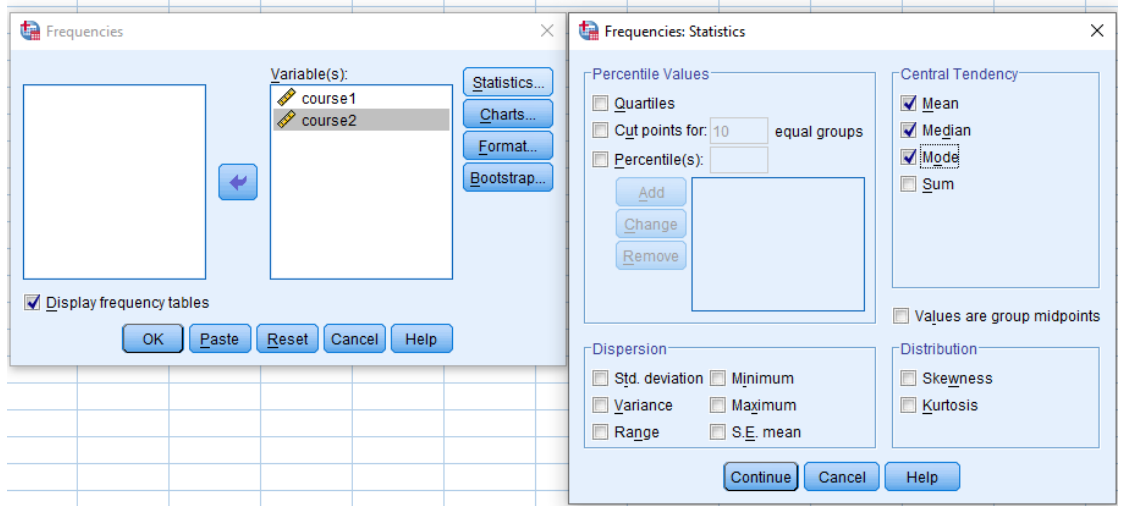 Frequencies
Variable(s):
course1
course2
Statistics...
Charts...
Format...
Bootstrap...
Display frequency tables
OK Paste Reset Cancel Help
Frequencies: Statistics
Percentile Values
Quartiles
Cut points for: 10 equal groups
Percentile(s):
Add
Change
Remove
Central Tendency
Mean
Median
Mode
Sum
Values are group midpoints
Dispersion
Std. deviation Minimum
Variance Maximum
Range S.E. mean
Distribution
Skewness
Kurtosis
Continue Cancel Help